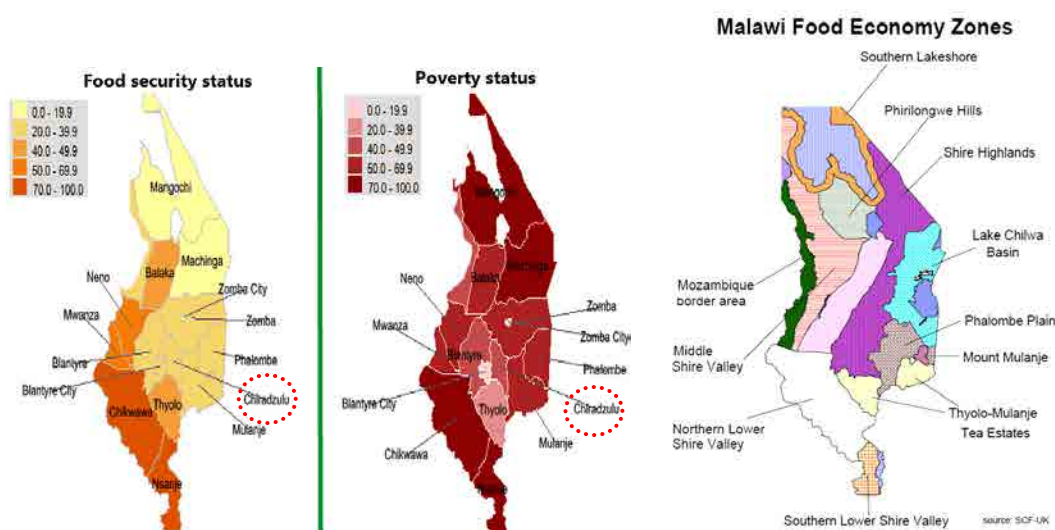 Food security status
0.0 - 19.9
20.0 - 39.9
40.0 - 49.9
50.0 - 69.9
70.0 - 100.0
Mangochi
Machinga
Balaka
Neno
Zomba City
Mwanza
Zomba
Blantyre
Phalombe
Blantyre City
Chiradzulu
Chikwawa
Thyolo
Mulanje
Nsanje
Poverty status
0.0 - 19.9
20.0 - 39.9
40.0 - 49.9
50.0 - 69.9
70.0 - 100.0
Mangochi
Machinga
Balaka
Neno
Zomba
Mwanza
Zomba City
Blantyre
Phalombe
Blantyre City
Chiradzulu
Thyolo
Mulanje
Chikwawa
Malawi Food Economy Zones
Southern Lakeshore
Phirilongwe Hills
Shire Highlands
Lake Chilwa
Basin
Mozambique
border area
Phalombe Plain
Middle
Shire Valley
Mount Mulanje
Northern Lower
Shire Valley
Thyolo-Mulanje
Tea Estates
Southern Lower Shire Valley
source: SCF-UK